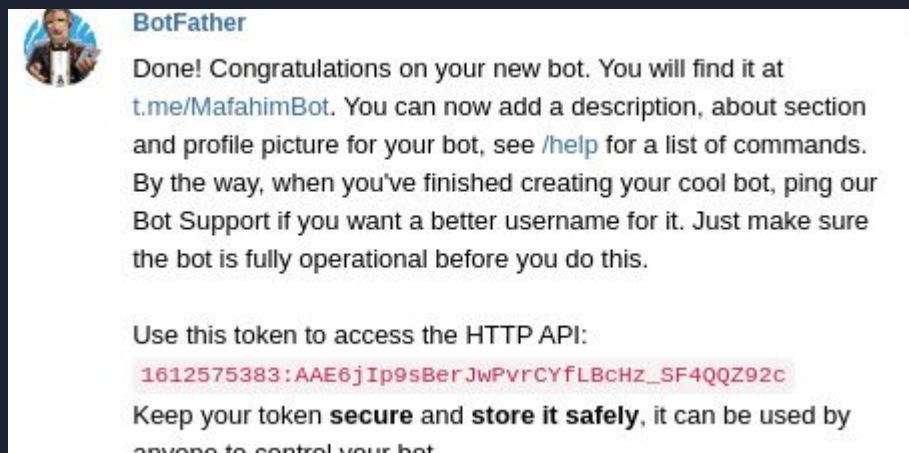 BotFather
Done! Congratulations on your new bot. You will find it at
t.me/MafahimBot. You can now add a description, about section
and profile picture for your bot, see /help for a list of commands.
By the way, when you've finished creating your cool bot, ping our
Bot Support if you want a better username for it. Just make sure
the bot is fully operational before you do this.
Use this token to access the HTTP API:
1612575383:AAE6jIp9sBerJwPvrCYfLBcHz_SF4QQZ92c
Keep your token secure and store it safely, it can be used by
anyone to control your bot